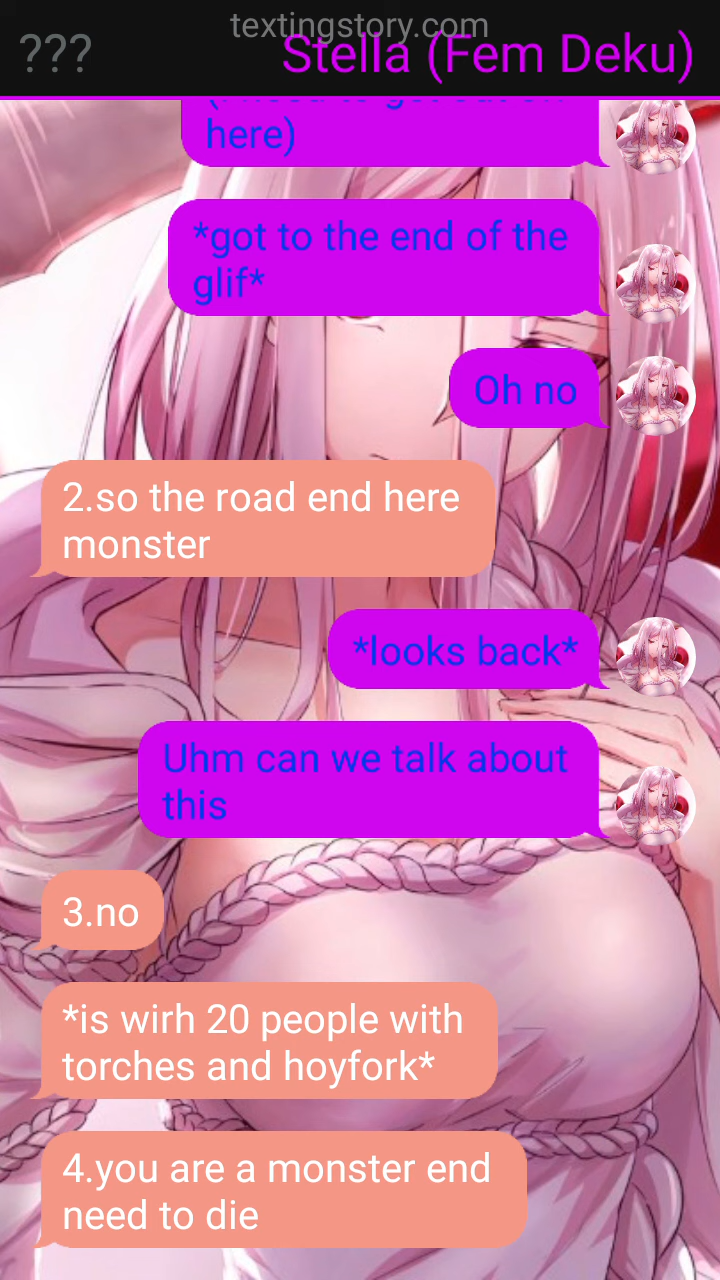 textingstory.com
???
Stella (Fem Deku)
here)
*got to the end of the
glif*
Oh no
2.so the road end here
monster
*looks back*
Uhm can we talk about
this
3.no
*is wirh 20 people with
torches and hoyfork*
4.you are a monster end
need to die